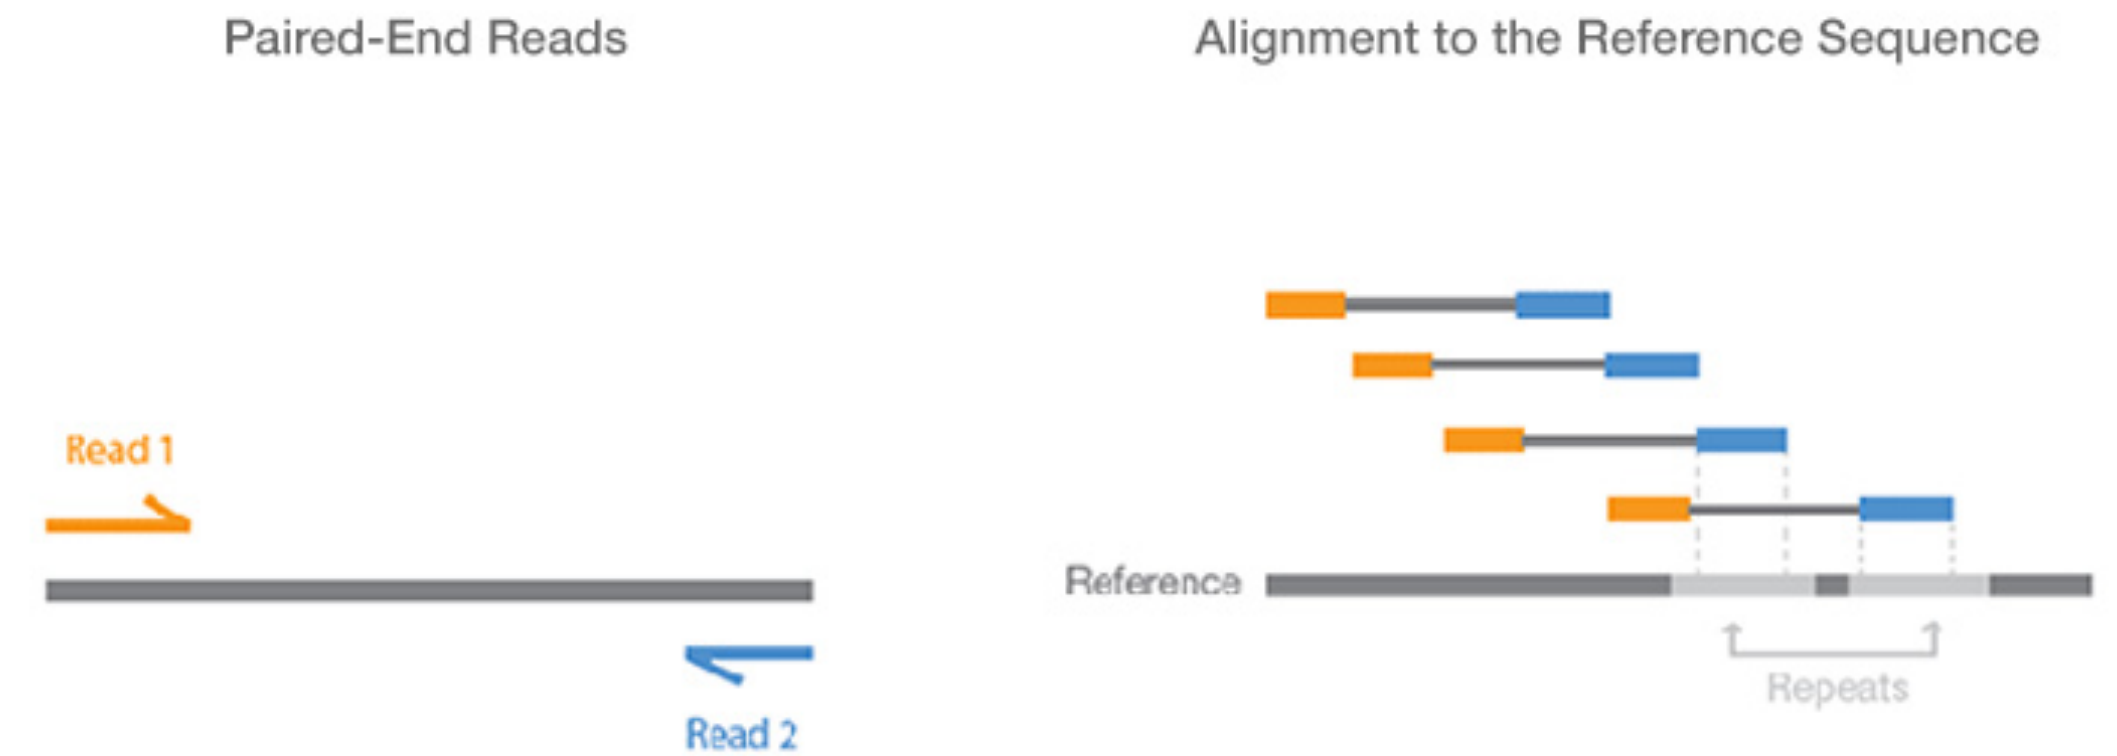 Paired-End Reads
Alignment to the Reference Sequence
Read 1
Read 2
Reference
Repeats